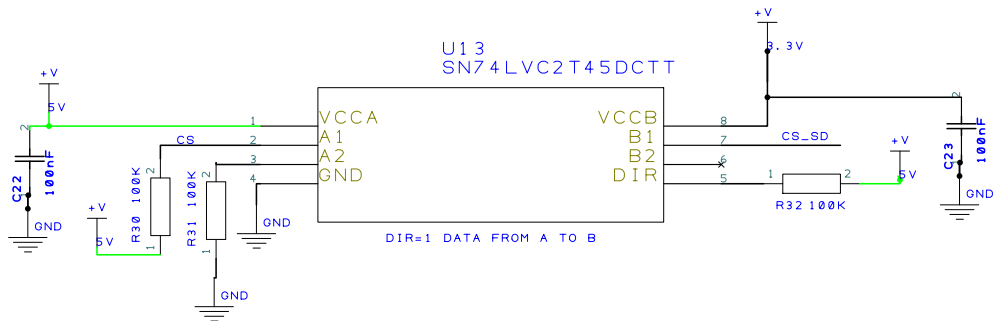 +V
3.3V
U13
SN74LVC2T45DCTT
+V
5V
1
VCCA
VCCB
8
2
CS
2
A1
B1
7
CS_SD
+V
5V
2
3
A2
B2
6
4
GND
DIR
5
1
2
R32 100K
C22
100nF
1
2
GND
2
C23
100nF
1
GND
+V
5V
R30 100K
1
2
R31 100K
1
GND
GND
DIR=1 DATA FROM A TO B